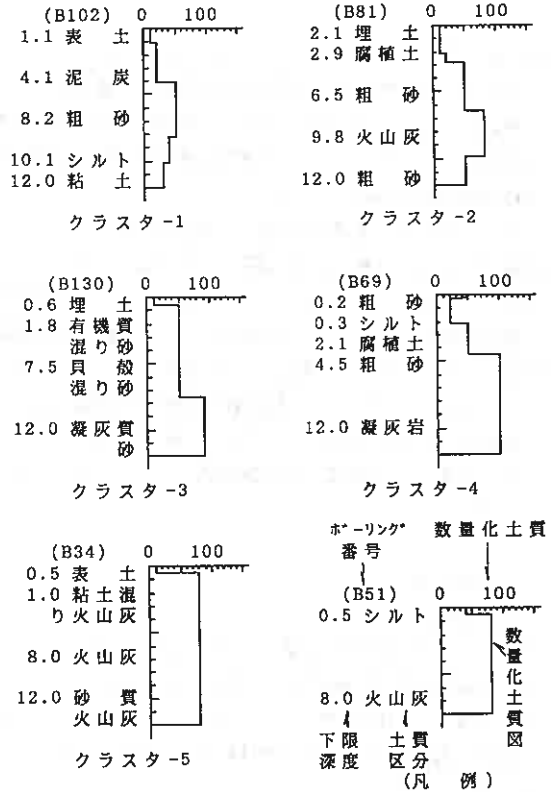 (B102) 0 100
1.1 表土
4.1 泥炭
8.2 粗砂
10.1 シルト
12.0 粘土
クラスタ-1
(B81) 0 100
2.1 埋土
2.9 腐植土
6.5 粗砂
9.8 火山灰
12.0 粗砂
クラスタ-2
(B130) 0 100
0.6 埋土
1.8 有機質
混り砂
7.5 貝殻
混り砂
12.0 凝灰質
砂
クラスタ-3
(B69) 0 100
0.2 粗砂
0.3 シルト
2.1 腐植土
4.5 粗砂
12.0 凝灰岩
クラスタ-4
(B34) 0 100
0.5 表土
1.0 粘土混
り火山灰
8.0 火山灰
12.0 砂質
火山灰
クラスタ-5
ボーリング 数量化土質
番号
(B51) 0 100
0.5 シルト
数量化土質図
8.0 火山灰
下限 土質
深度 区分
(凡例)